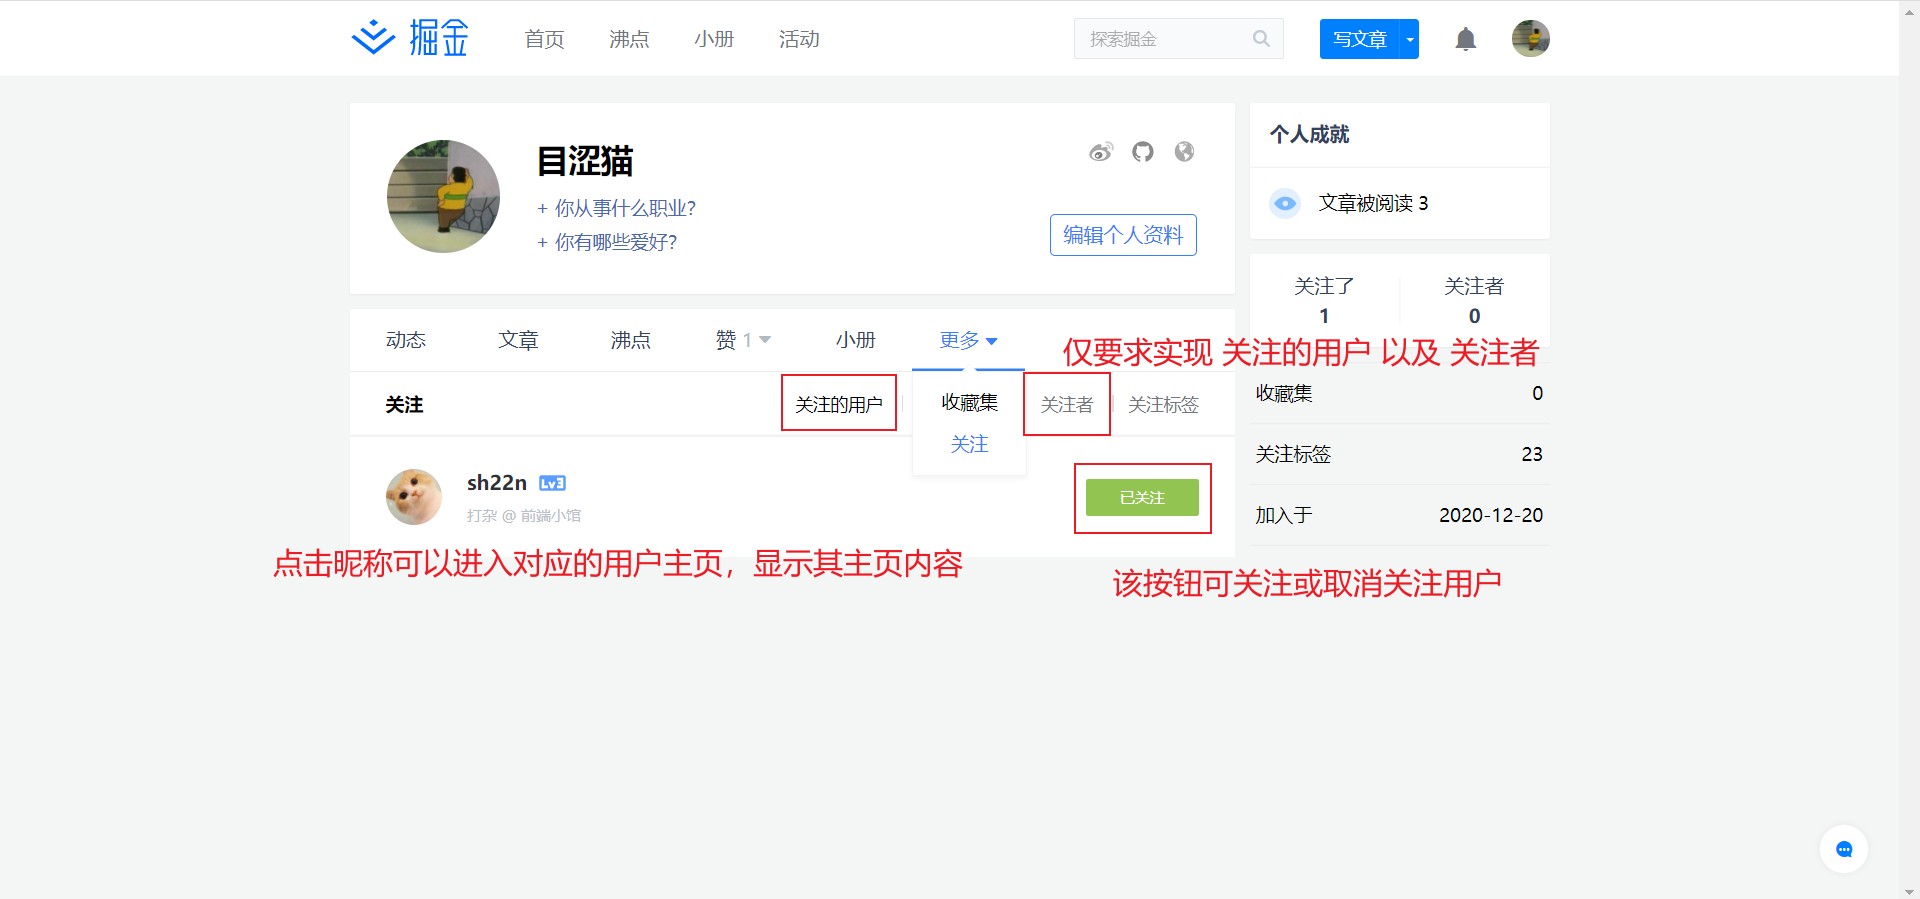 掘金 首页 沸点 小册 活动 探索掘金 写文章
目涩猫
+ 你从事什么职业?
+ 你有哪些爱好?
编辑个人资料
个人成就
文章被阅读 3
关注了 关注者
1 0
动态 文章 沸点 赞 1 小册 更多
仅要求实现 关注的用户 以及 关注者
关注 关注的用户 关注者 关注标签
收藏集
关注
收藏集 0
关注标签 23
加入于 2020-12-20
sh22n Lv3
打杂 @ 前端小馆
已关注
点击昵称可以进入对应的用户主页，显示其主页内容
该按钮可关注或取消关注用户